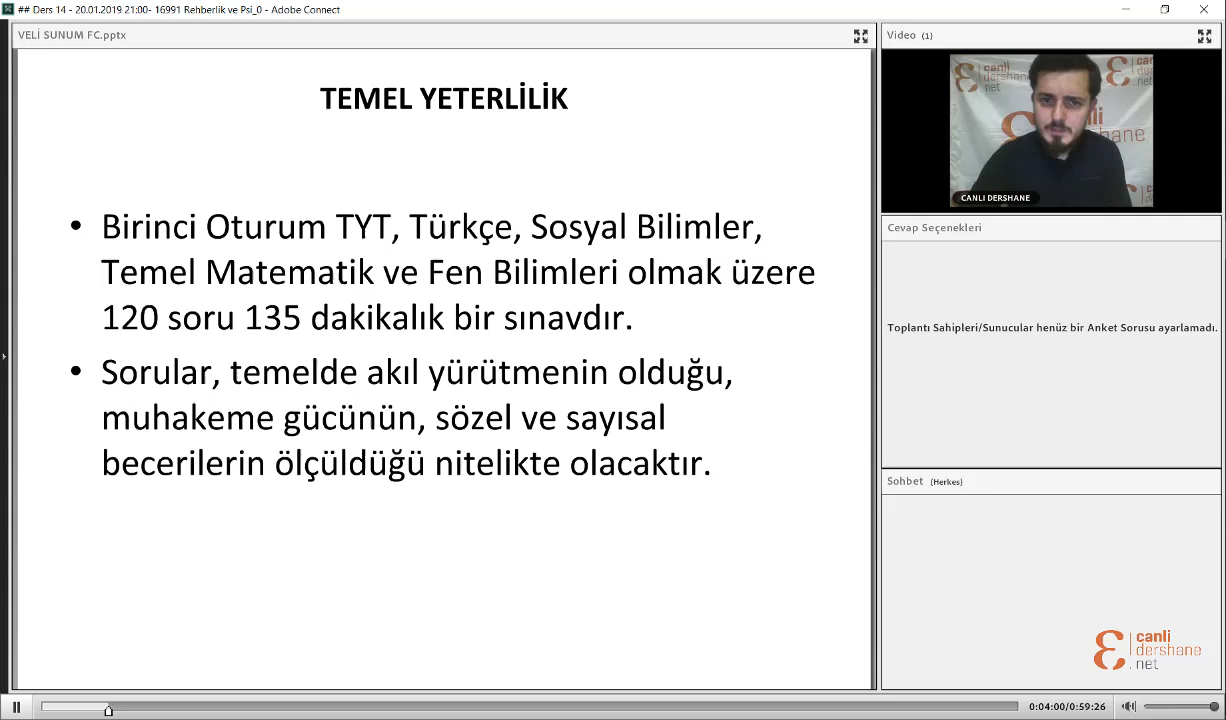 ## Ders 14 - 20.01.2019 21:00- 16991 Rehberlik ve Psi_0 - Adobe Connect
VELİ SUNUM FC.pptx
TEMEL YETERLİLİK
• Birinci Oturum TYT, Türkçe, Sosyal Bilimler,
Temel Matematik ve Fen Bilimleri olmak üzere
120 soru 135 dakikalık bir sınavdır.
• Sorular, temelde akıl yürütmenin olduğu,
muhakeme gücünün, sözel ve sayısal
becerilerin ölçüldüğü nitelikte olacaktır.
Video (1)
canli
dershane
.net
CANLI DERSHANE
Cevap Seçenekleri
Toplantı Sahipleri/Sunucular henüz bir Anket Sorusu ayarlamadı.
Sohbet (Herkes)
canli
dershane
.net
0:04:00/0:59:26